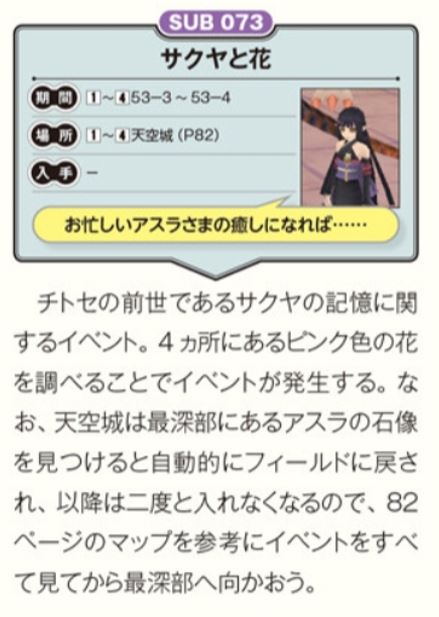 SUB 073
サクヤと花
期間 1～4 53－3～53－4
場所 1～4 天空城（P82）
入手 －
お忙しいアスラさまの癒しになれば……
チトセの前世であるサクヤの記憶に関
するイベント。4ヵ所にあるピンク色の花
を調べることでイベントが発生する。な
お、天空城は最深部にあるアスラの石像
を見つけると自動的にフィールドに戻さ
れ、以降は二度と入れなくなるので、82
ページのマップを参考にイベントをすべ
て見てから最深部へ向かおう。